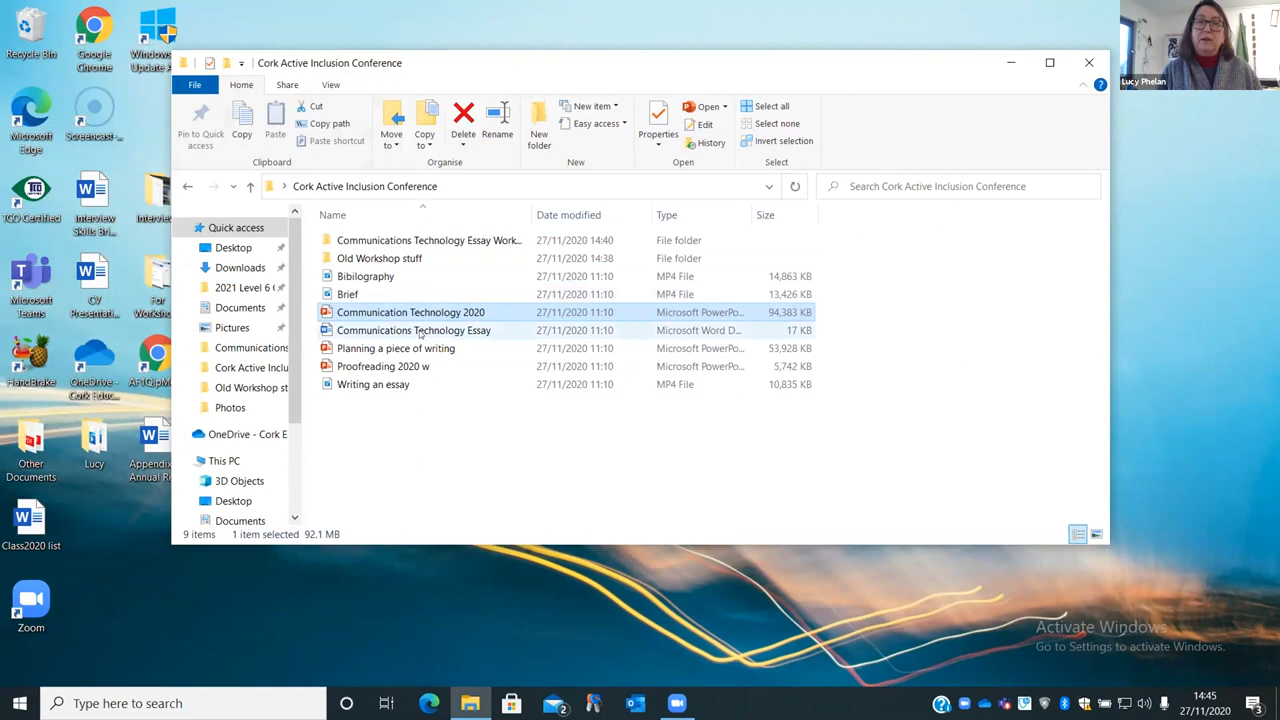 Recycle Bin
Google Chrome
Windows Update A
Microsoft Edge
Screencast-...
TCO Certified
Interview Skills Bri...
Interview
Microsoft Teams
CV Presentati...
For Worksho
HandBrake
OneDrive - Cork Educ...
AF1QipM
Other Documents
Lucy
Appendix Annual Re
Class2020 list
Zoom
Cork Active Inclusion Conference
File
Home
Share
View
Pin to Quick access
Copy
Paste
Cut
Copy path
Paste shortcut
Clipboard
Move to
Copy to
Delete
Rename
Organise
New folder
New item
Easy access
New
Properties
Open
Edit
History
Open
Select all
Select none
Invert selection
Select
Cork Active Inclusion Conference
Search Cork Active Inclusion Conference
Quick access
Desktop
Downloads
2021 Level 6
Documents
Pictures
Communications
Cork Active Inclu
Old Workshop st
Photos
OneDrive - Cork E
This PC
3D Objects
Desktop
Documents
Name Date modified Type Size
Communications Technology Essay Work... 27/11/2020 14:40 File folder
Old Workshop stuff 27/11/2020 14:38 File folder
Bibilography 27/11/2020 11:10 MP4 File 14,863 KB
Brief 27/11/2020 11:10 MP4 File 13,426 KB
Communication Technology 2020 27/11/2020 11:10 Microsoft PowerPo... 94,383 KB
Communications Technology Essay 27/11/2020 11:10 Microsoft Word D... 17 KB
Planning a piece of writing 27/11/2020 11:10 Microsoft PowerPo... 53,928 KB
Proofreading 2020 w 27/11/2020 11:10 Microsoft PowerPo... 5,742 KB
Writing an essay 27/11/2020 11:10 MP4 File 10,835 KB
9 items 1 item selected 92.1 MB
Lucy Phelan
Activate Windows
Go to Settings to activate Windows.
Type here to search
2
14:45
27/11/2020
3